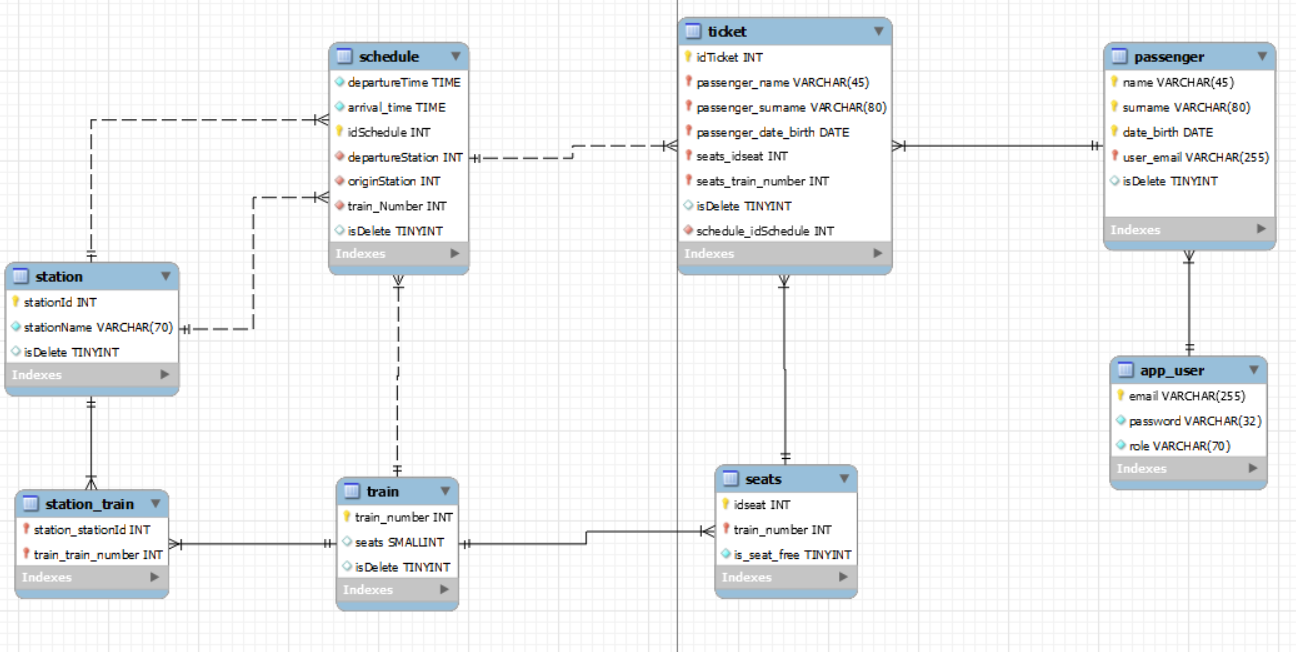 schedule
departureTime TIME
arrival_time TIME
idSchedule INT
departureStation INT
originStation INT
train_Number INT
isDelete TINYINT
Indexes
ticket
idTicket INT
passenger_name VARCHAR(45)
passenger_surname VARCHAR(80)
passenger_date_birth DATE
seats_idseat INT
seats_train_number INT
isDelete TINYINT
schedule_idSchedule INT
Indexes
passenger
name VARCHAR(45)
surname VARCHAR(80)
date_birth DATE
user_email VARCHAR(255)
isDelete TINYINT
Indexes
station
stationId INT
stationName VARCHAR(70)
isDelete TINYINT
Indexes
app_user
email VARCHAR(255)
password VARCHAR(32)
role VARCHAR(70)
Indexes
station_train
station_stationId INT
train_train_number INT
Indexes
train
train_number INT
seats SMALLINT
isDelete TINYINT
Indexes
seats
idseat INT
train_number INT
is_seat_free TINYINT
Indexes